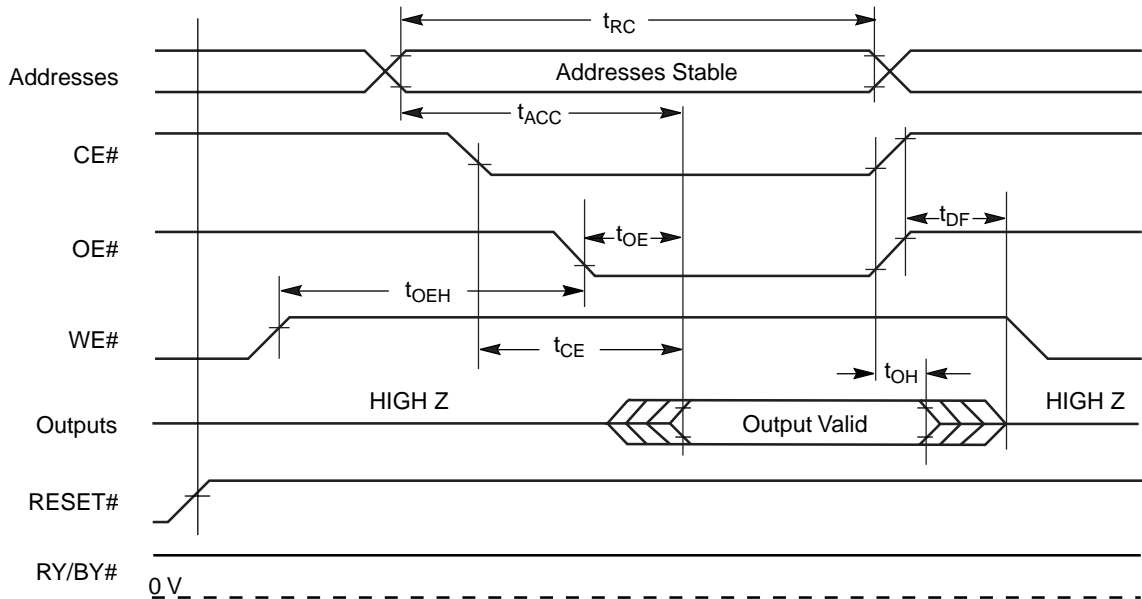 tRC
Addresses
Addresses Stable
tACC
CE#
tDF
OE#
tOE
tOEH
WE#
tCE
tOH
HIGH Z
HIGH Z
Outputs
Output Valid
RESET#
RY/BY#
0 V